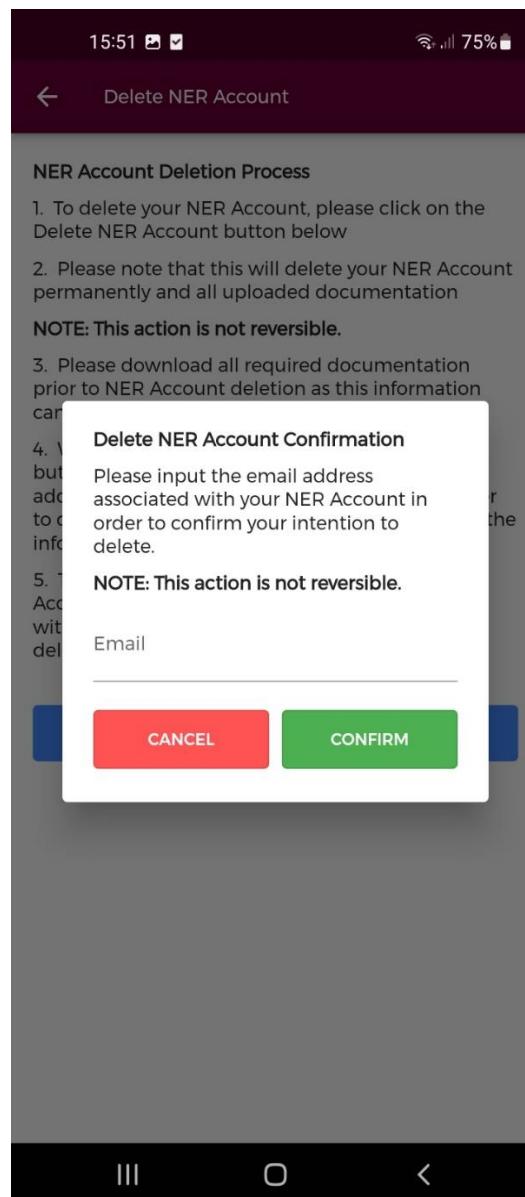 15:51
75%
Delete NER Account
NER Account Deletion Process
1. To delete your NER Account, please click on the
Delete NER Account button below
2. Please note that this will delete your NER Account
permanently and all uploaded documentation
NOTE: This action is not reversible.
3. Please download all required documentation
prior to NER Account deletion as this information
4.
the
5.
Delete NER Account Confirmation
Please input the email address
associated with your NER Account in
order to confirm your intention to
delete.
NOTE: This action is not reversible.
Email
CANCEL
CONFIRM